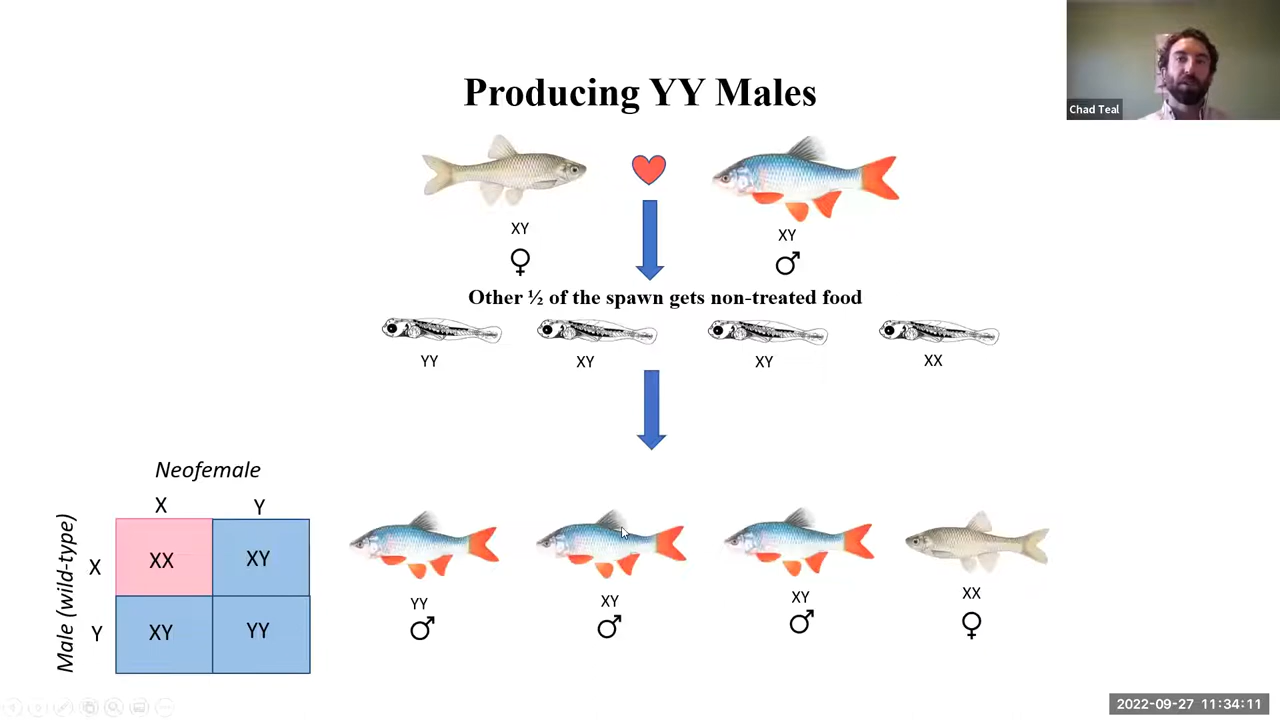 Producing YY Males
Chad Teal
XY
XY
♀
♂
Other ½ of the spawn gets non-treated food
YY
XY
XY
XX
Neofemale
X
Y
Male (wild-type)
X
XX
XY
Y
XY
YY
YY
XY
XY
XX
♂
♂
♂
♀
2022-09-27 11:34:11